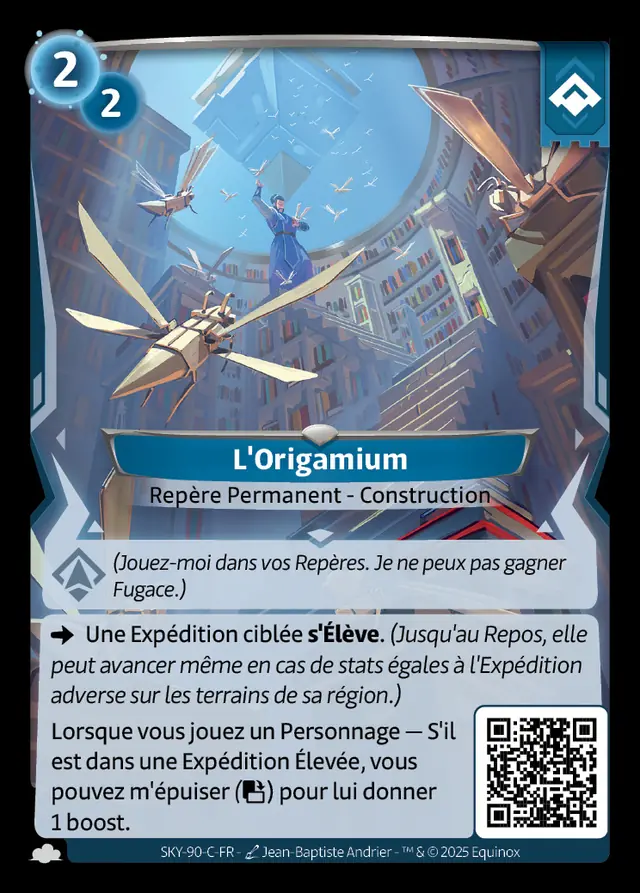 2
2
L'Origamium
Repère Permanent - Construction
(Jouez-moi dans vos Repères. Je ne peux pas gagner
Fugace.)
Une Expédition ciblée s'Élève. (Jusqu'au Repos, elle
peut avancer même en cas de stats égales à l'Expédition
adverse sur les terrains de sa région.)
Lorsque vous jouez un Personnage — S'il
est dans une Expédition Élevée, vous
pouvez m'épuiser () pour lui donner
1 boost.
SKY-90-C-FR - Jean-Baptiste Andrier - ™ & © 2025 Equinox